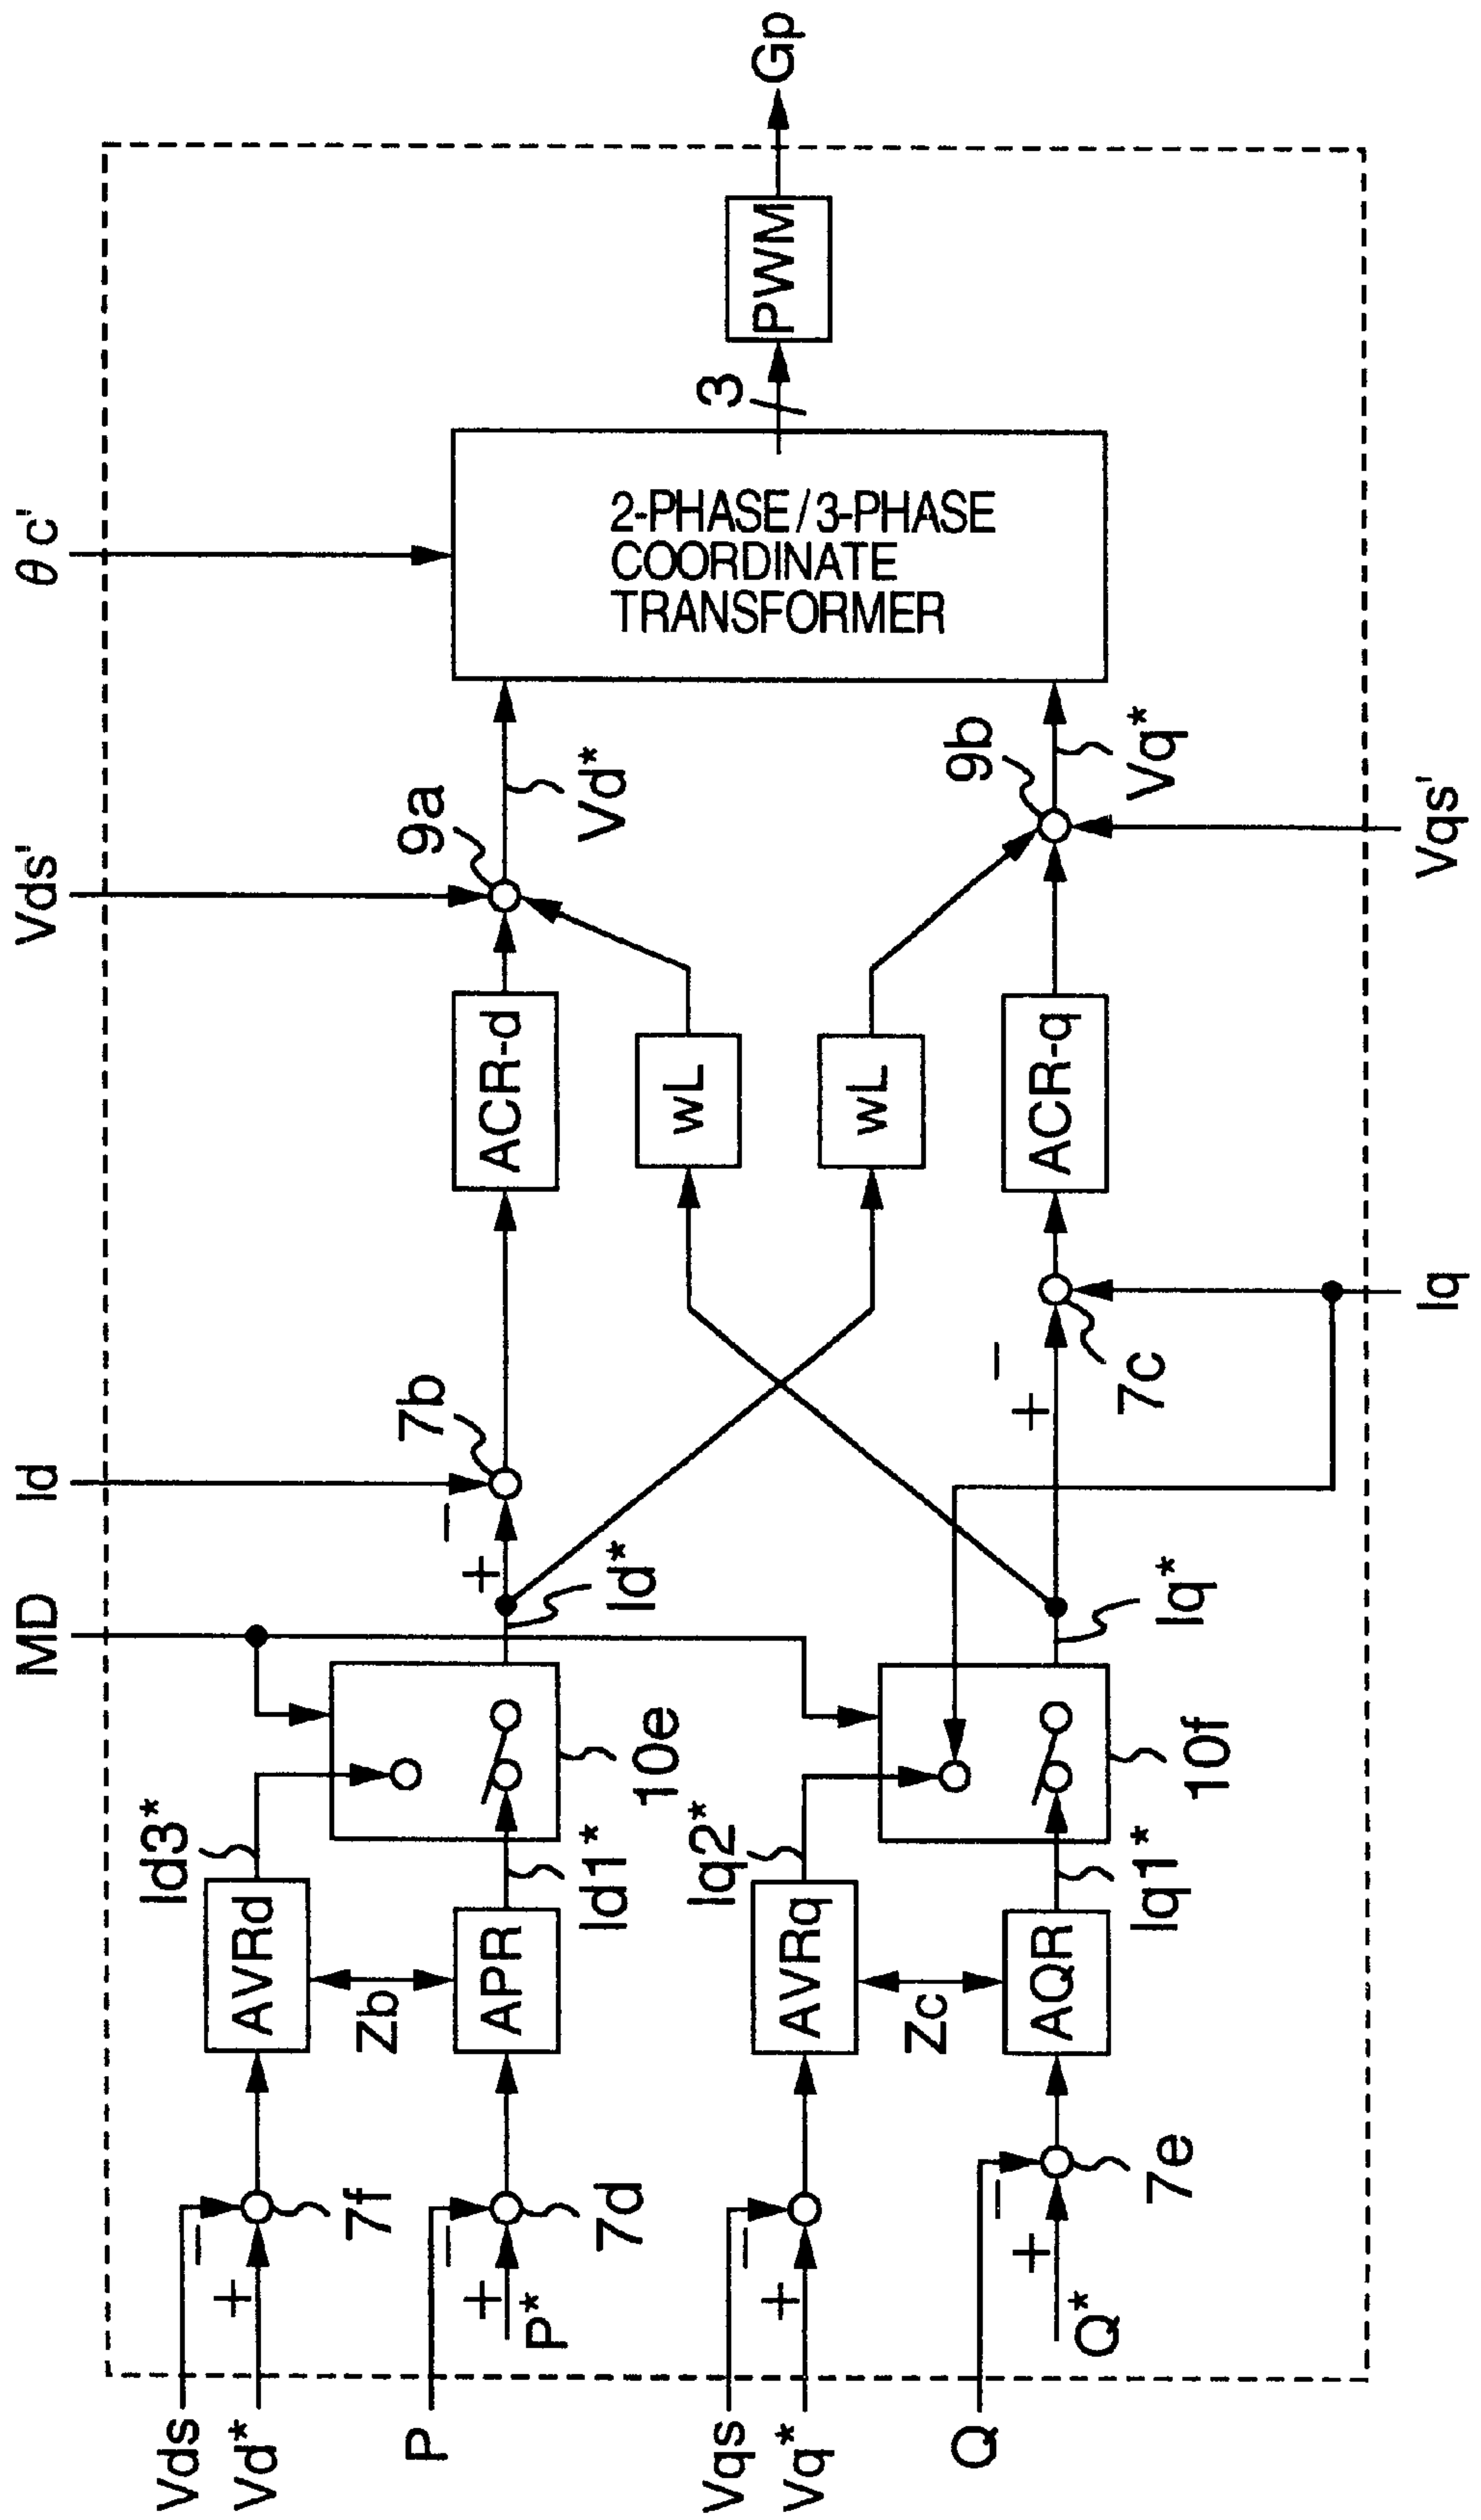 Vds
Vd*
P
Vqs
Vq*
Q
+
−
7f
+
−
P*
7d
+
−
+
−
Q*
7e
AVRd
Zb
APR
AVRq
Zc
AQR
Id3*
Id1*
Iq2*
Iq1*
10e
10f
MD
Id*
Iq*
Id
+
−
7b
+
−
7c
Iq
ACR-d
wL
wL
ACR-q
Vds'
9a
Vd*
9b
Vq*
Vqs'
θc'
2-PHASE/3-PHASE
COORDINATE
TRANSFORMER
3
PWM
Gp